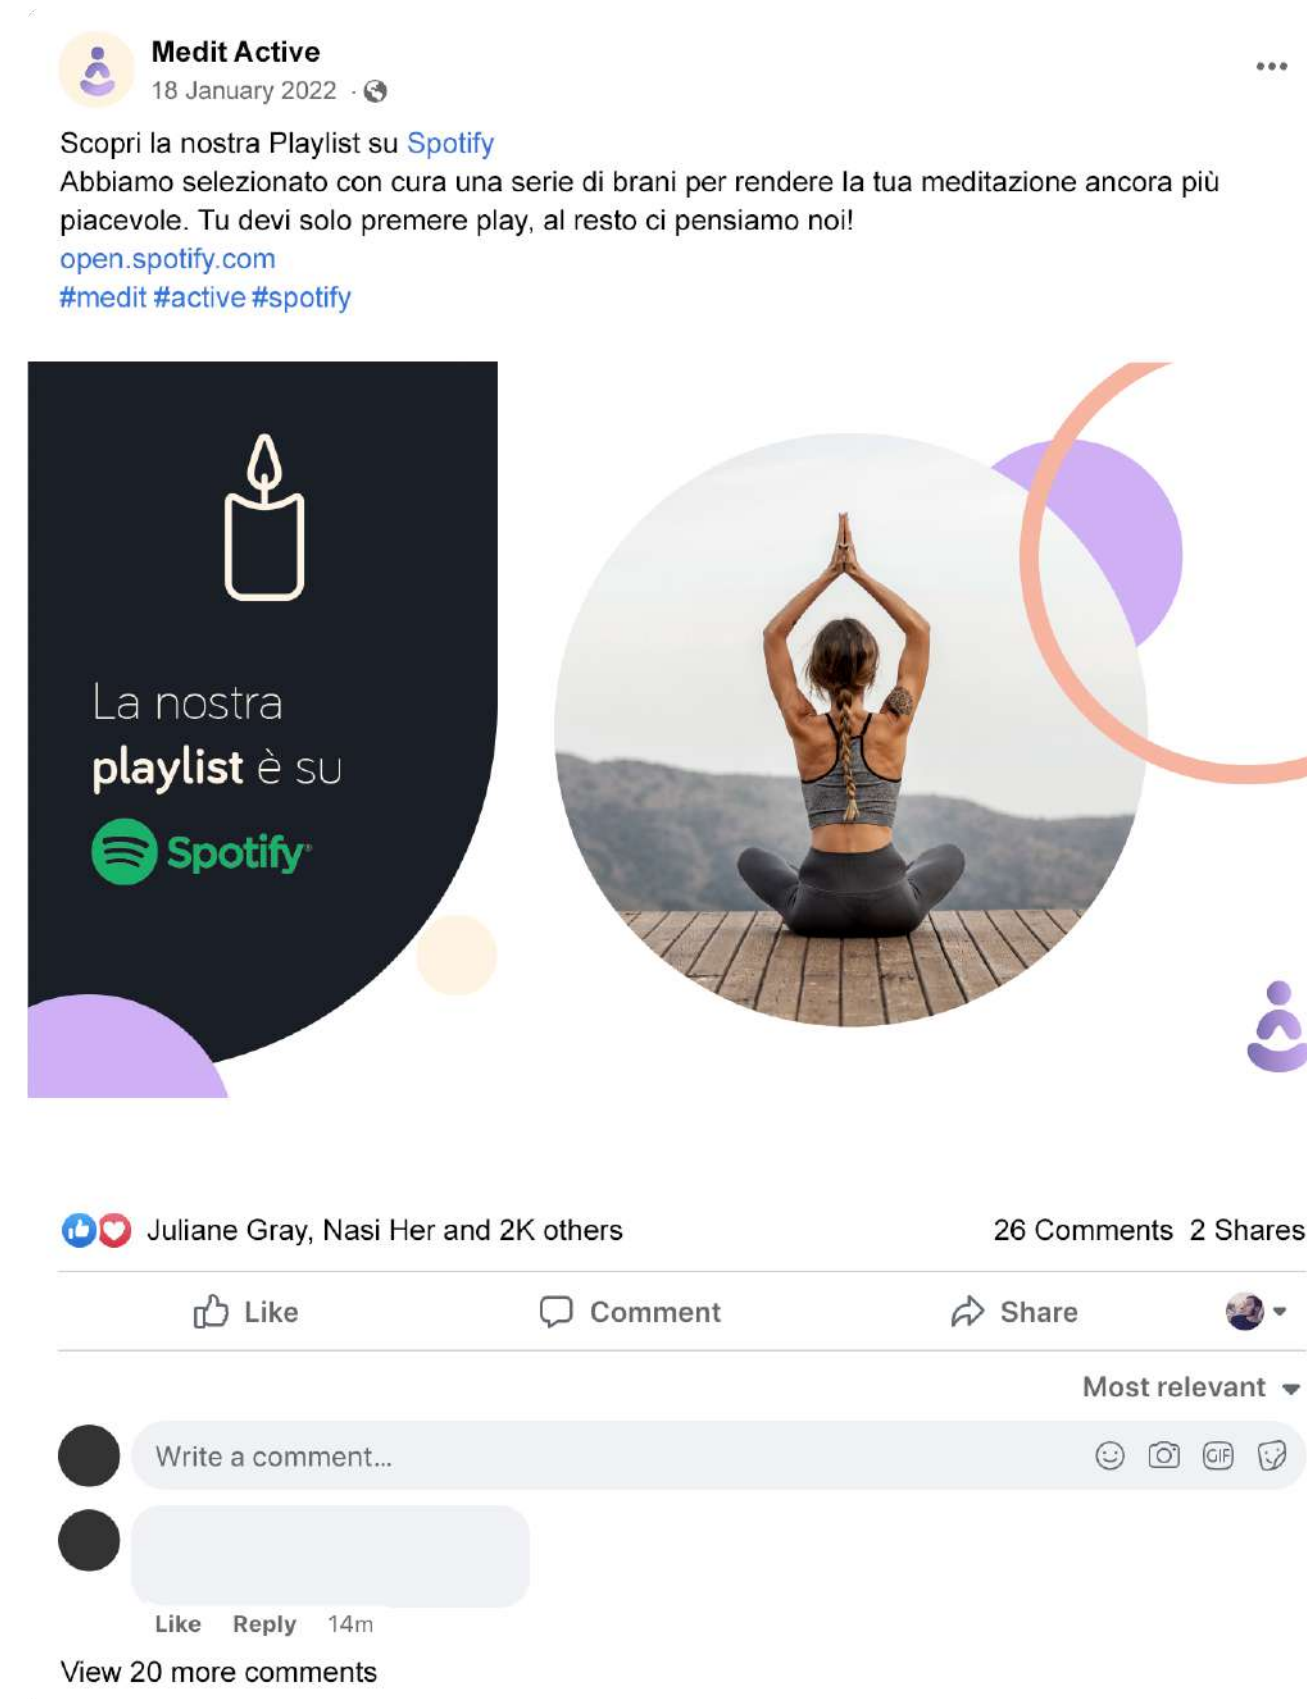 Medit Active
18 January 2022 ·
Scopri la nostra Playlist su Spotify
Abbiamo selezionato con cura una serie di brani per rendere la tua meditazione ancora più
piacevole. Tu devi solo premere play, al resto ci pensiamo noi!
open.spotify.com
#medit #active #spotify
La nostra
playlist è su
Spotify®
Juliane Gray, Nasi Her and 2K others
26 Comments 2 Shares
Like Comment Share
Most relevant
Write a comment...
GIF
Like Reply 14m
View 20 more comments